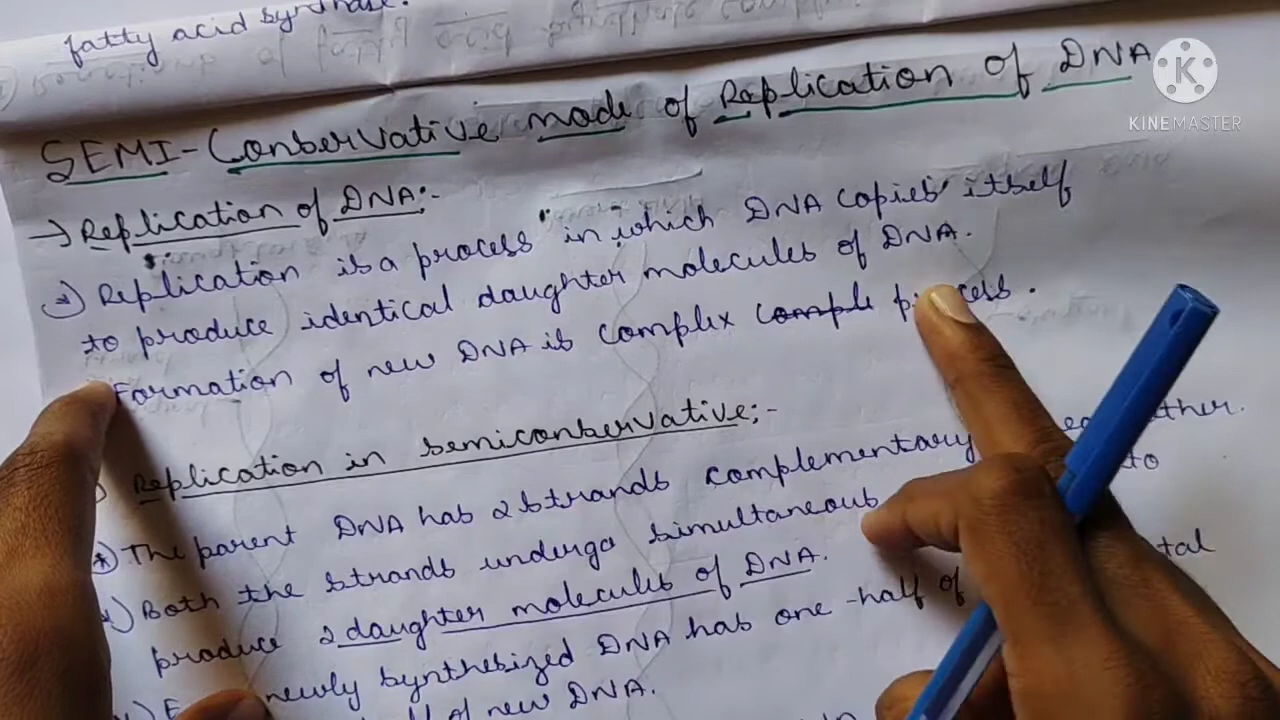 fatty acid synthase.
SEMI-Conservative mode of Replication of DNA
KINEMASTER
→ Replication of DNA:-
*) Replication is a process in which DNA copies itself
to produce identical daughter molecules of DNA.
Formation of new DNA is complex comple process.
Replication in semiconservative:-
*) The parent DNA has 2 strands complementary other.
*) Both the strands undergo simultaneous to
produce 2 daughter molecules of DNA.
newly synthesized DNA has one-half of
of new DNA.